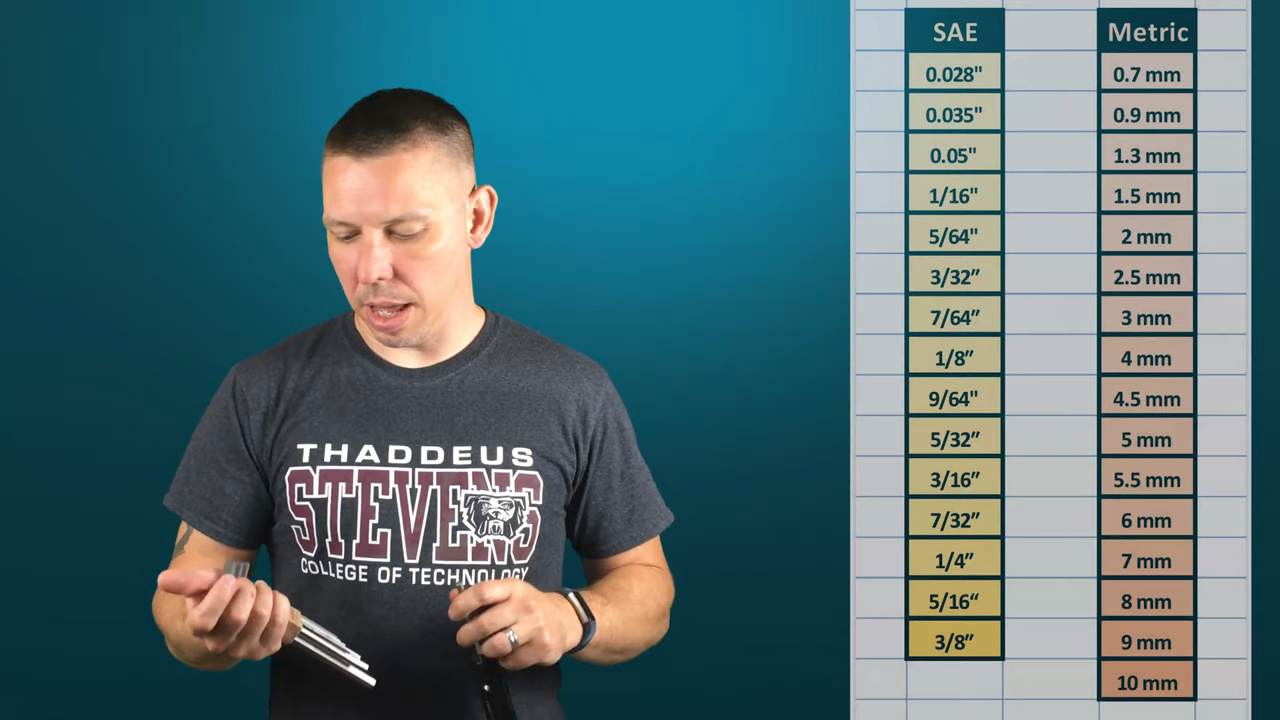 SAE Metric
0.028" 0.7 mm
0.035" 0.9 mm
0.05" 1.3 mm
1/16" 1.5 mm
5/64" 2 mm
3/32” 2.5 mm
7/64” 3 mm
1/8” 4 mm
9/64" 4.5 mm
5/32” 5 mm
3/16” 5.5 mm
7/32” 6 mm
1/4” 7 mm
5/16“ 8 mm
3/8” 9 mm
10 mm
THADDEUS
STEVENS
COLLEGE OF TECHNOLOGY